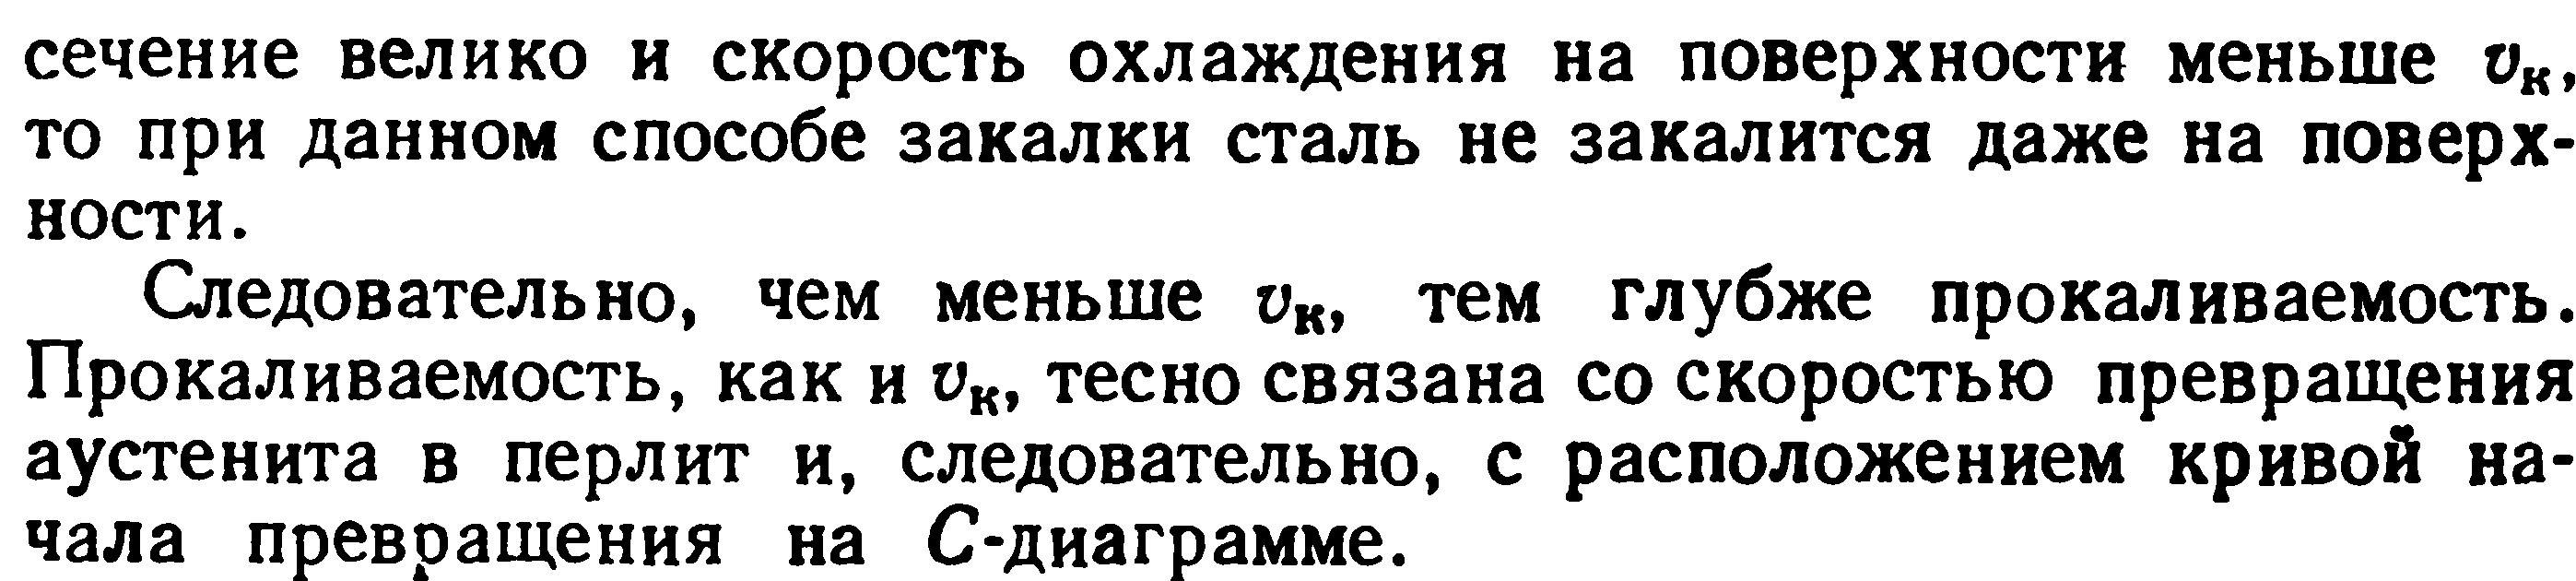 сечение велико и скорость охлаждения на поверхности меньше vк,
то при данном способе закалки сталь не закалится даже на поверх-
ности.
Следовательно, чем меньше vк, тем глубже прокаливаемость.
Прокаливаемость, как и vк, тесно связана со скоростью превращения
аустенита в перлит и, следовательно, с расположением кривой на-
чала превращения на С-диаграмме.